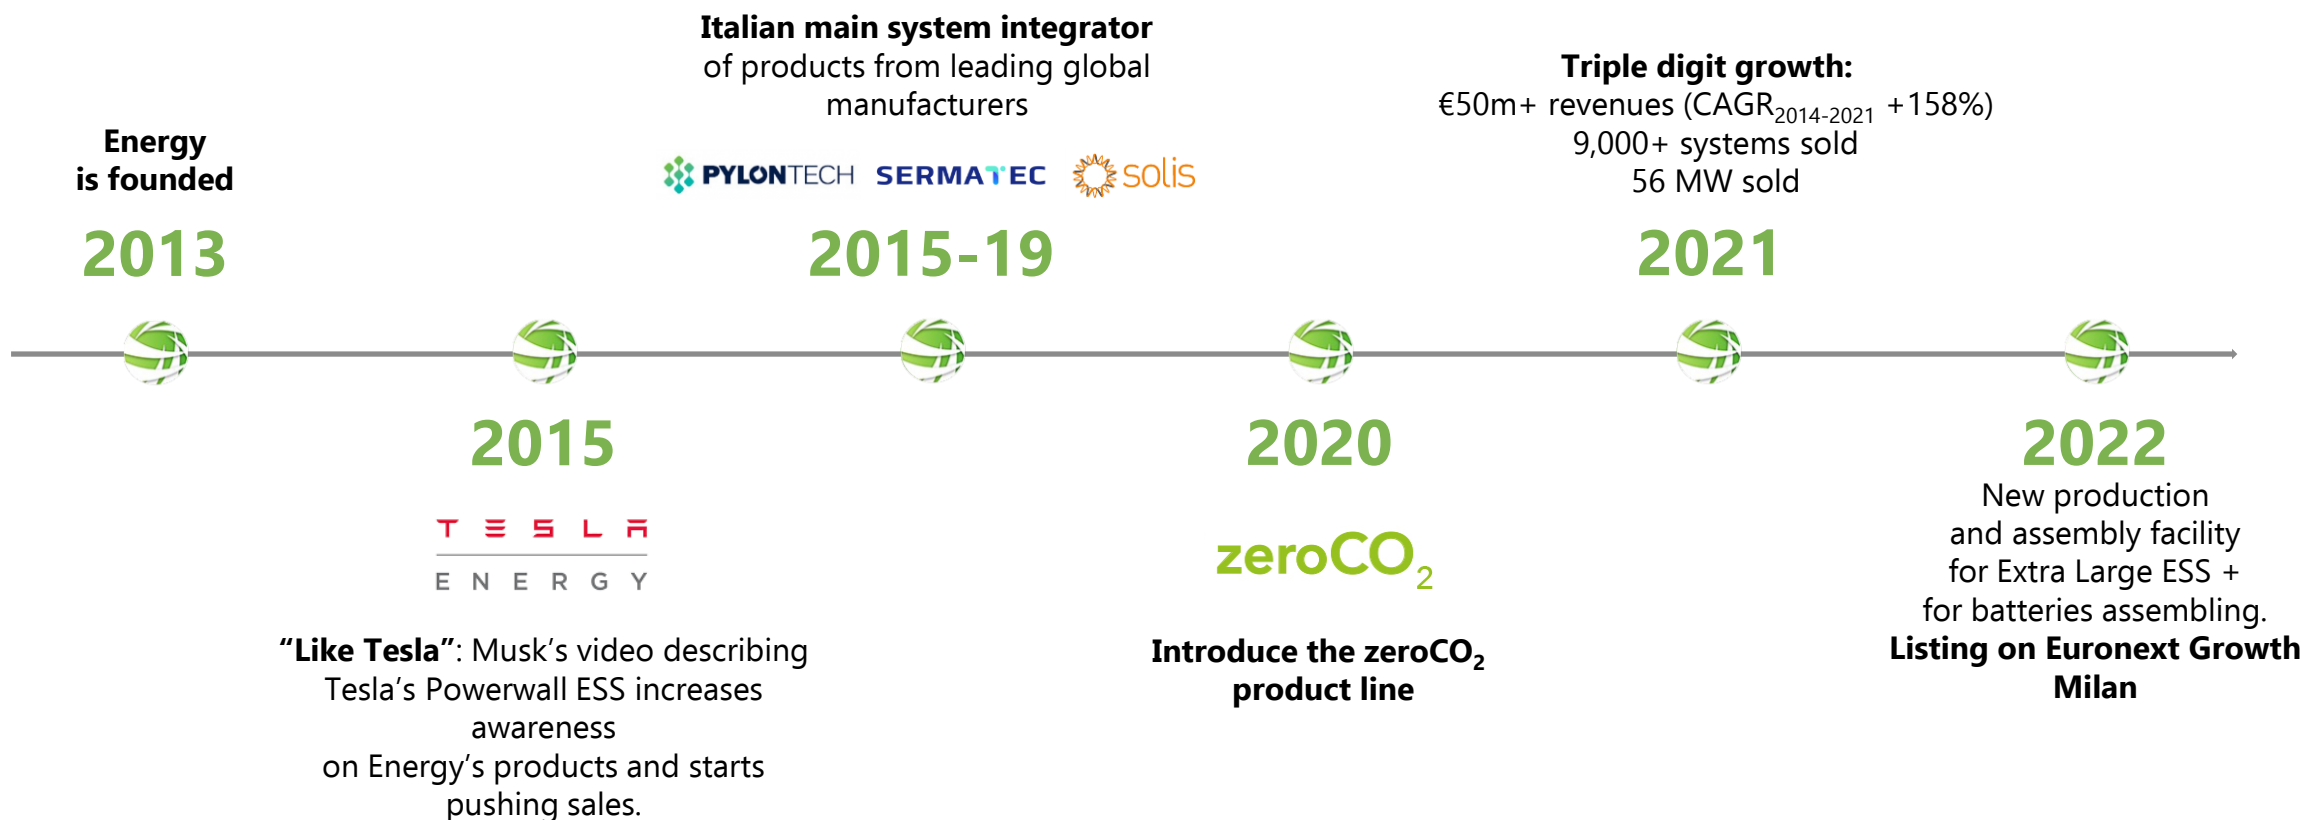 Energy
is founded
2013
2015
TESLA
ENERGY
“Like Tesla”: Musk’s video describing
Tesla’s Powerwall ESS increases
awareness
on Energy’s products and starts
pushing sales.
Italian main system integrator
of products from leading global
manufacturers
PYLONTECH SERMATEC solis
2015-19
2020
zeroCO₂
Introduce the zeroCO₂
product line
Triple digit growth:
€50m+ revenues (CAGR₂₀₁₄₋₂₀₂₁ +158%)
9,000+ systems sold
56 MW sold
2021
2022
New production
and assembly facility
for Extra Large ESS +
for batteries assembling.
Listing on Euronext Growth
Milan